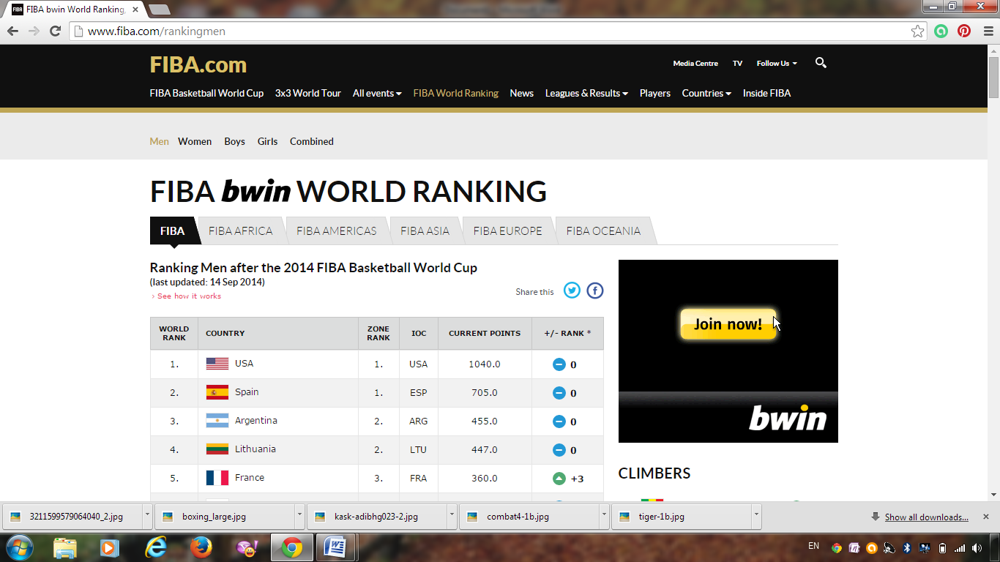 FIBA bwin World Ranking,
www.fiba.com/rankingmen
FIBA.com
Media Centre TV Follow Us
FIBA Basketball World Cup 3x3 World Tour All events FIBA World Ranking News Leagues & Results Players Countries Inside FIBA
Men Women Boys Girls Combined
FIBA bwin WORLD RANKING
FIBA FIBA AFRICA FIBA AMERICAS FIBA ASIA FIBA EUROPE FIBA OCEANIA
Ranking Men after the 2014 FIBA Basketball World Cup
(last updated: 14 Sep 2014)
› See how it works
Share this
WORLD RANK COUNTRY ZONE RANK IOC CURRENT POINTS +/- RANK *
1. USA 1. USA 1040.0 0
2. Spain 1. ESP 705.0 0
3. Argentina 2. ARG 455.0 0
4. Lithuania 2. LTU 447.0 0
5. France 3. FRA 360.0 +3
Join now!
bwin
CLIMBERS
3211599579064040_2.jpg boxing_large.jpg kask-adibhg023-2.jpg combat4-1b.jpg tiger-1b.jpg Show all downloads...
EN